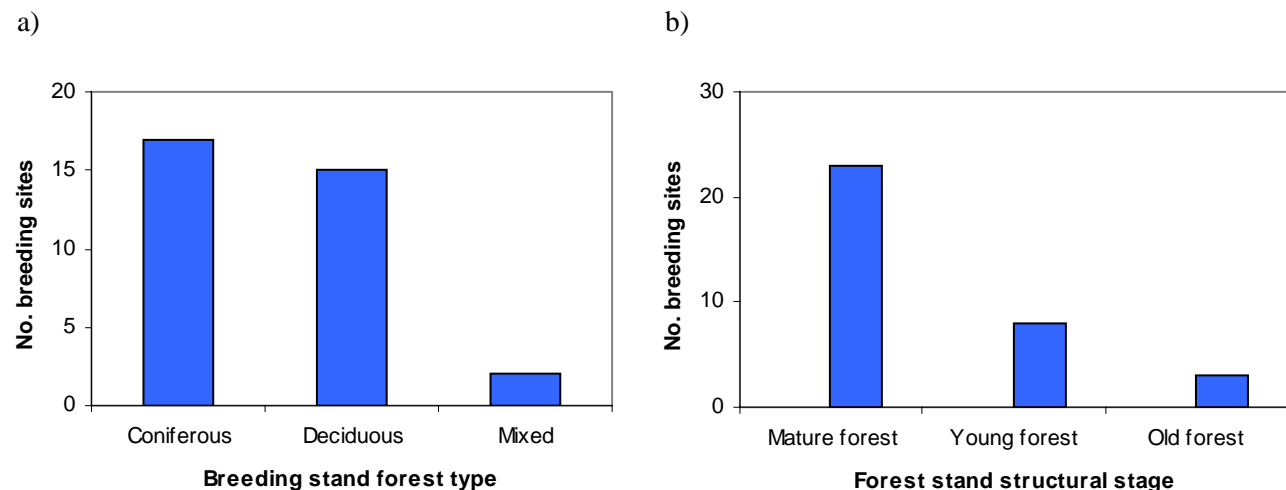 a)
b)
20
15
10
5
0
No. breeding sites
Coniferous
Deciduous
Mixed
Breeding stand forest type
30
20
10
0
No. breeding sites
Mature forest
Young forest
Old forest
Forest stand structural stage